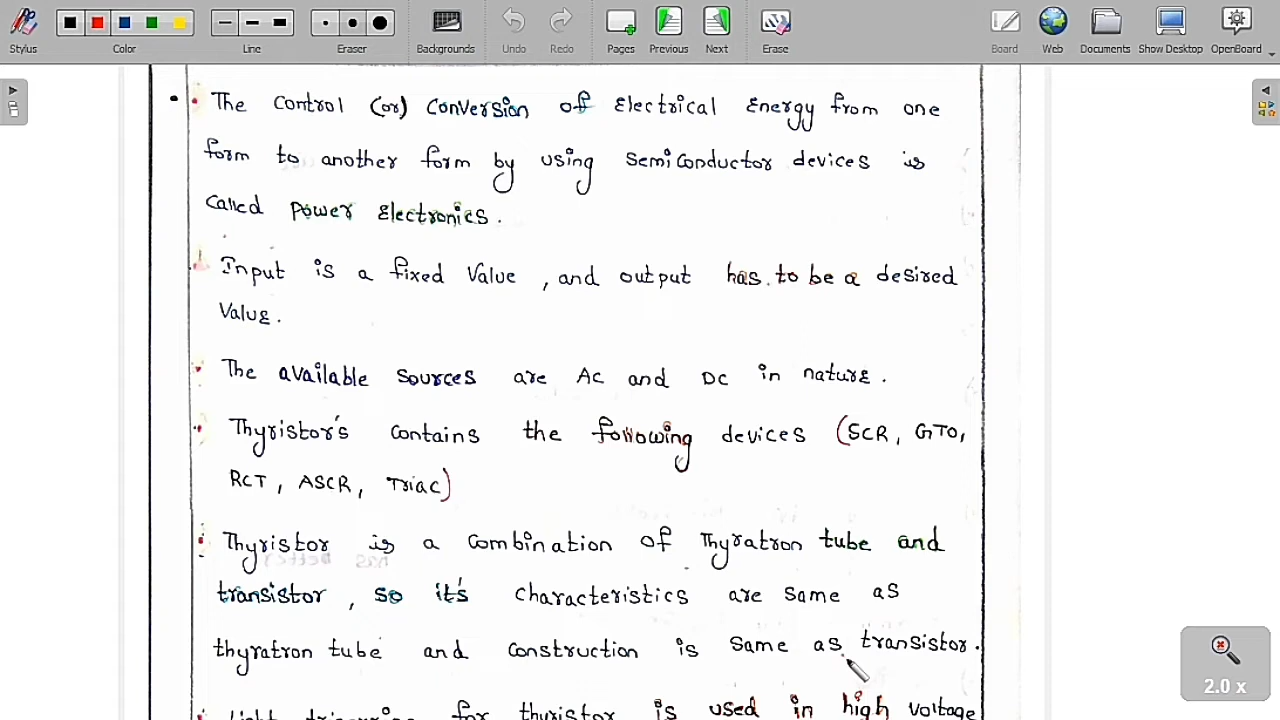 Stylus
Color
Line
Eraser
Backgrounds
Undo
Redo
Pages
Previous
Next
Erase
Board
Web
Documents
Show Desktop
OpenBoard
• The Control (or) Conversion of Electrical Energy from one
form to another form by using Semiconductor devices is
Called Power Electronics.
Input is a fixed Value, and output has to be a desired
Value.
• The available Sources are AC and DC in nature.
• Thyristor's contains the following devices (SCR, GTO,
RCT, ASCR, Triac)
• Thyristor is a combination of Thyratron tube and
transistor, so it's characteristics are same as
thyratron tube and construction is same as transistor.
• Light triggering for thyristor is used in high voltage
2.0 x